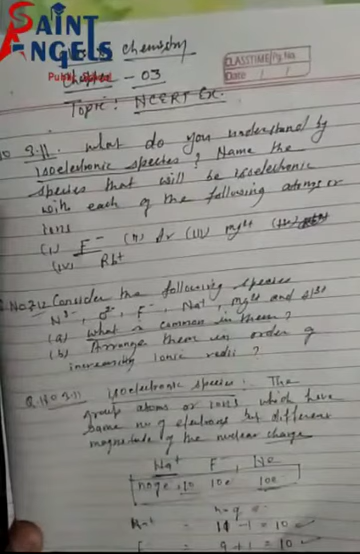 SAINT
ANGELS
Public School
Chemistry
CLASSTIME/Pg No.
Date / /
Chapter - 03
Topic : NCERT Ex.
3.11. What do you understand by
isoelectronic species? Name the
species that will be isoelectronic
with each of the following atoms or
ions
(i) F⁻ (ii) Ar (iii) Mg²⁺
(iv) Rb⁺
Consider the following species
N³⁻, O²⁻, F⁻, Na⁺, Mg²⁺ and Al³⁺
(a) What is common in them?
(b) Arrange them in order of
increasing ionic radii?
Q.No 3.11 isoelectronic species: The
group atoms or ions which have
same no of electrons but different
magnitude of the nuclear charge
Na⁺ F⁻, Ne
no of e⁻ 10 10e 10e
= 11 - 1 = 10
= 9 + 1 = 10